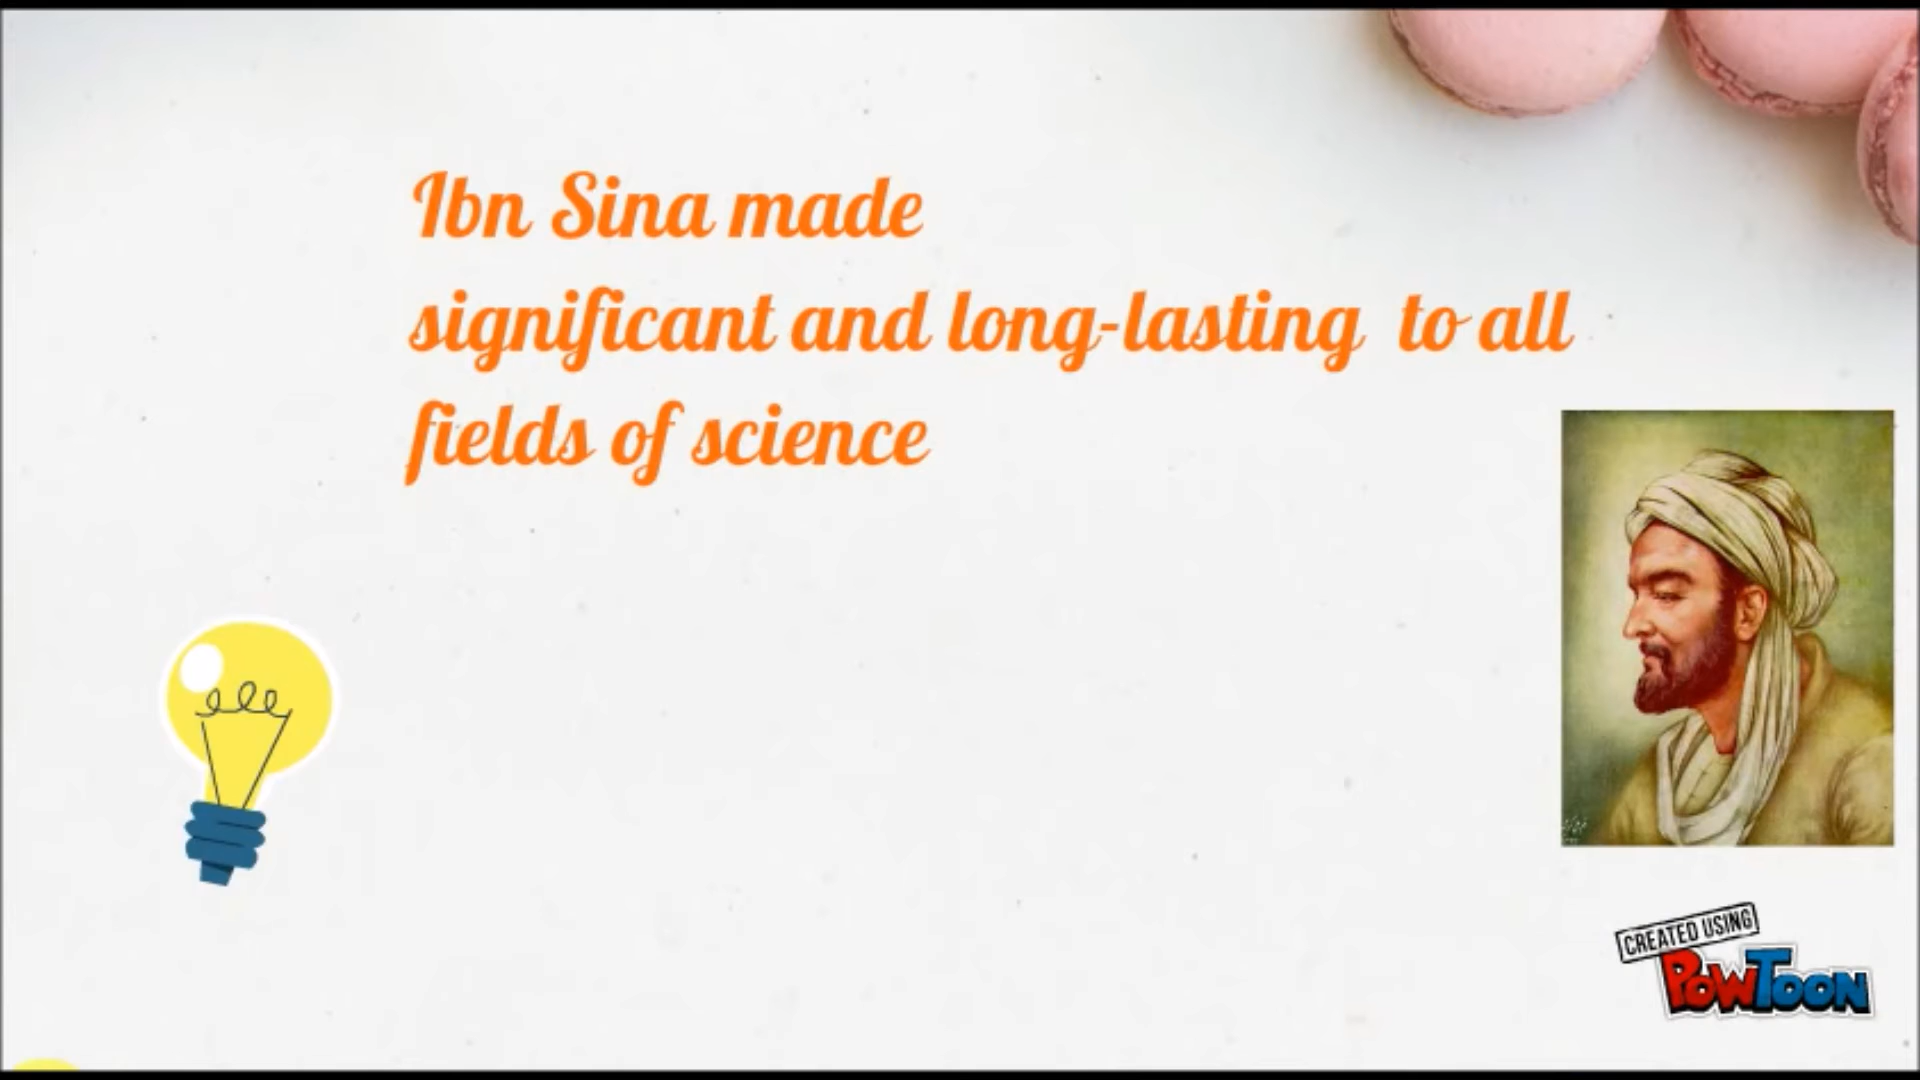 Ibn Sina made
significant and long-lasting to all
fields of science
CREATED USING
POWTOON